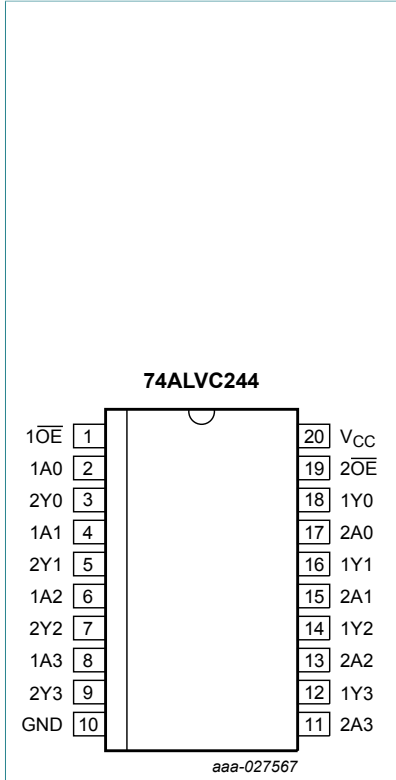 74ALVC244
1O̅E̅ 1 20 VCC
1A0 2 19 2O̅E̅
2Y0 3 18 1Y0
1A1 4 17 2A0
2Y1 5 16 1Y1
1A2 6 15 2A1
2Y2 7 14 1Y2
1A3 8 13 2A2
2Y3 9 12 1Y3
GND 10 11 2A3
aaa-027567